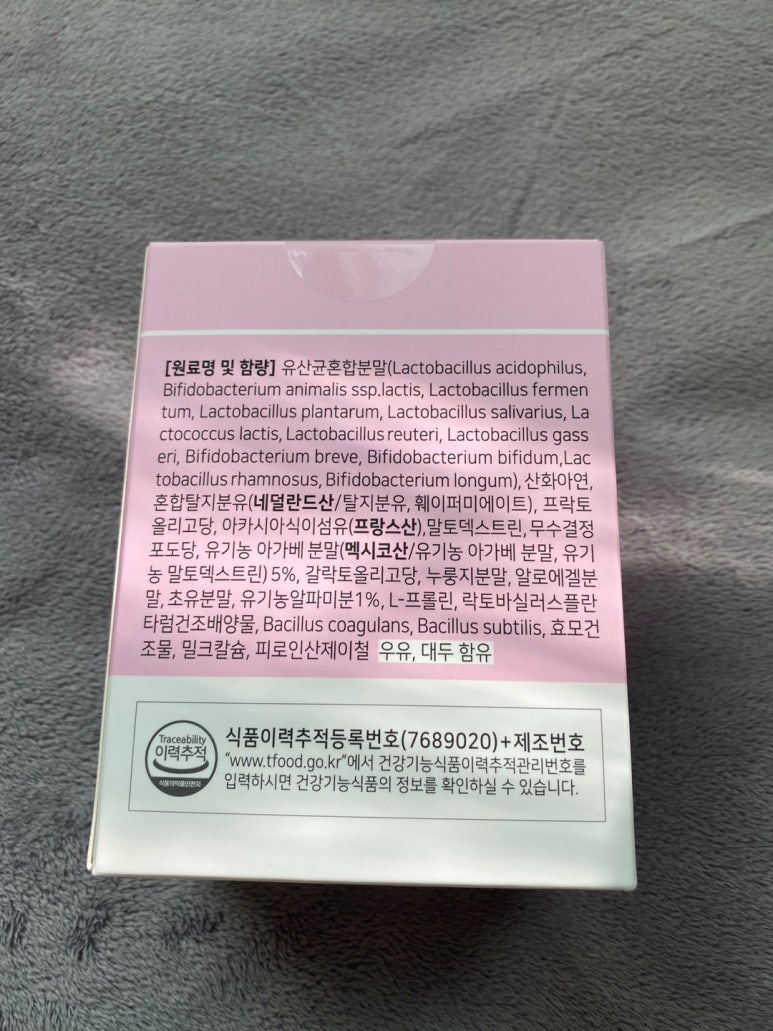 [원료명 및 함량] 유산균혼합분말(Lactobacillus acidophilus,
Bifidobacterium animalis ssp.lactis, Lactobacillus fermen
tum, Lactobacillus plantarum, Lactobacillus salivarius, La
ctococcus lactis, Lactobacillus reuteri, Lactobacillus gass
eri, Bifidobacterium breve, Bifidobacterium bifidum,Lac
tobacillus rhamnosus, Bifidobacterium longum), 산화아연,
혼합탈지분유(네덜란드산/탈지분유, 훼이퍼미에이트), 프락토
올리고당, 아카시아식이섬유(프랑스산),말토덱스트린,무수결정
포도당, 유기농 아가베 분말(멕시코산/유기농 아가베 분말, 유기
농 말토덱스트린) 5%, 갈락토올리고당, 누룽지분말, 알로에겔분
말, 초유분말, 유기농알파미분1%, L-프롤린, 락토바실러스플란
타럼건조배양물, Bacillus coagulans, Bacillus subtilis, 효모건
조물, 밀크칼슘, 피로인산제이철 우유, 대두 함유
Traceability
이력추적
식품의약품안전처
식품이력추적등록번호(7689020)+제조번호
“www.tfood.go.kr”에서 건강기능식품이력추적관리번호를
입력하시면 건강기능식품의 정보를 확인하실 수 있습니다.